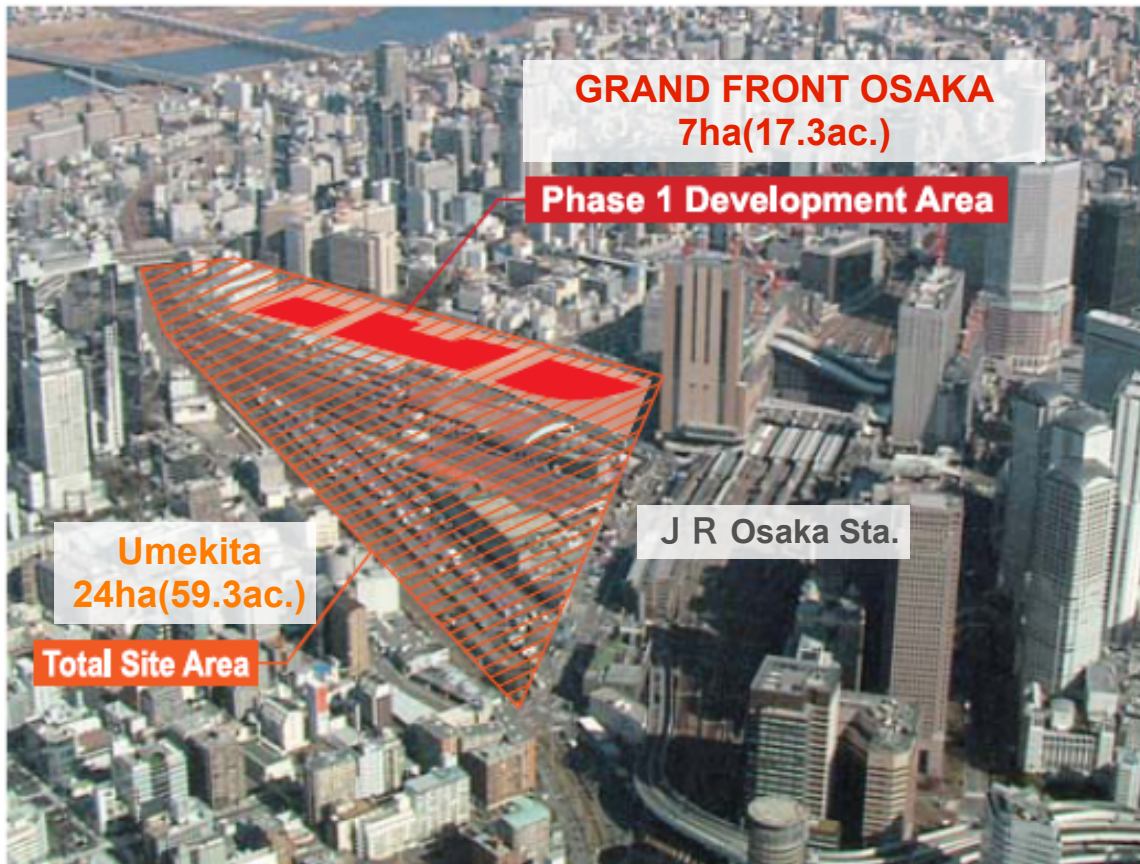 GRAND FRONT OSAKA
7ha(17.3ac.)
Phase 1 Development Area
ＪＲ Osaka Sta.
Umekita
24ha(59.3ac.)
Total Site Area